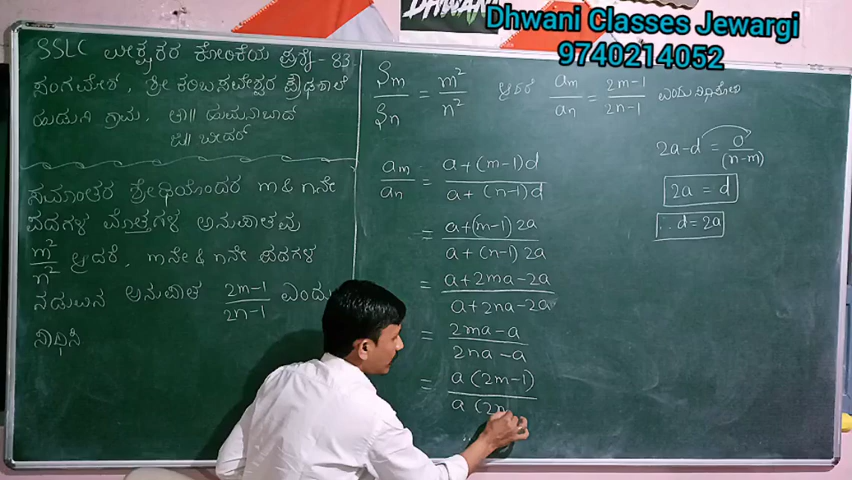 DHWANI
Dhwani Classes Jewargi
9740214052
SSLC ಪ್ರಶ್ನೆ - 83
ಸಂಗಮೇಶ್, ಶ್ರೀ ಕಂಬಸವೇಶ್ವರ ಪ್ರೌಢಶಾಲೆ
ಹುಡುಗಿ ಗ್ರಾಮ, ತಾ|| ಹುಮನಾಬಾದ
ಜಿ|| ಬೀದರ್
ಸಮಾಂತರ ಶ್ರೇಢಿಯೊಂದರ m & nನೇ
ಪದಗಳ ಮೊತ್ತಗಳ ಅನುಪಾತವು
m²/n² ಆದರೆ, mನೇ & nನೇ ಪದಗಳ
ನಡುವಿನ ಅನುಪಾತ (2m-1)/(2n-1) ಎಂದು
ಸಾಧಿಸಿ
Sm/Sn = m²/n² ಆದರೆ am/an = (2m-1)/(2n-1) ಎಂದು
am/an = (a+(m-1)d)/(a+(n-1)d)
= (a+(m-1)2a)/(a+(n-1)2a)
= (a+2ma-2a)/(a+2na-2a)
= (2ma-a)/(2na-a)
= a(2m-1)/a(2n
2a-d = 0/(n-m)
2a = d
∴ d = 2a